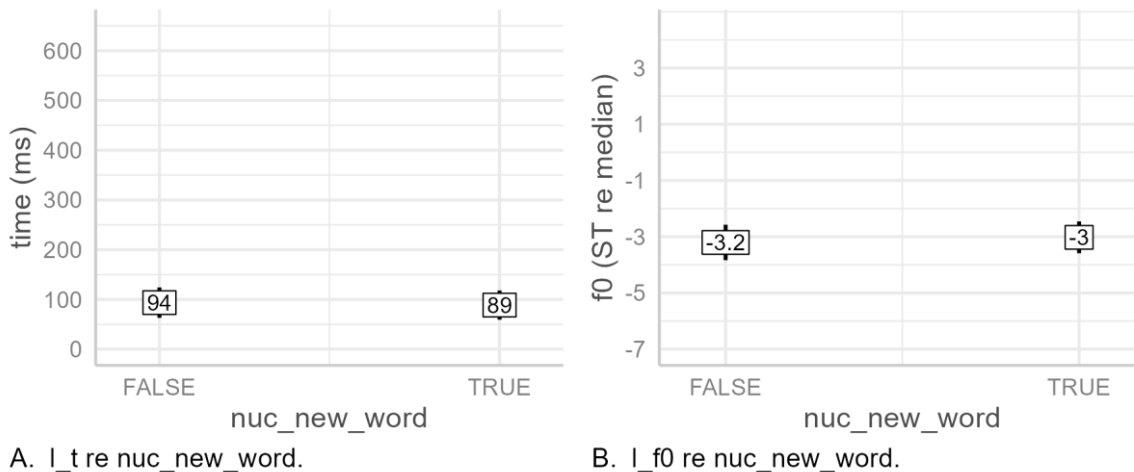 time (ms)
600
500
400
300
200
100
0
94
89
FALSE TRUE
nuc_new_word
A. l_t re nuc_new_word.
f0 (ST re median)
3
1
-1
-3
-5
-7
-3.2
-3
FALSE TRUE
nuc_new_word
B. l_f0 re nuc_new_word.